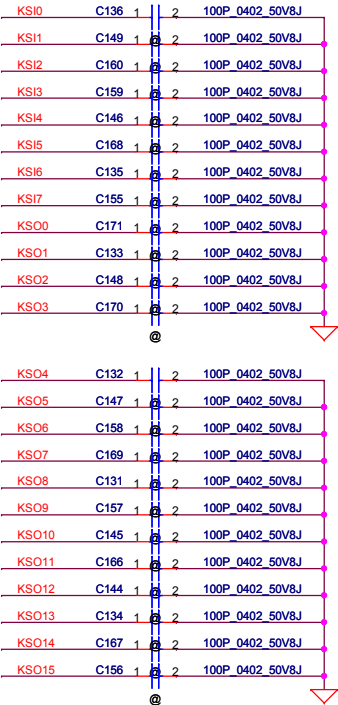 KSI0 C136 1 2 100P_0402_50V8J
KSI1 C149 1 @ 2 100P_0402_50V8J
KSI2 C160 1 @ 2 100P_0402_50V8J
KSI3 C159 1 @ 2 100P_0402_50V8J
KSI4 C146 1 @ 2 100P_0402_50V8J
KSI5 C168 1 @ 2 100P_0402_50V8J
KSI6 C135 1 @ 2 100P_0402_50V8J
KSI7 C155 1 @ 2 100P_0402_50V8J
KSO0 C171 1 @ 2 100P_0402_50V8J
KSO1 C133 1 @ 2 100P_0402_50V8J
KSO2 C148 1 @ 2 100P_0402_50V8J
KSO3 C170 1 @ 2 100P_0402_50V8J
@
KSO4 C132 1 2 100P_0402_50V8J
KSO5 C147 1 @ 2 100P_0402_50V8J
KSO6 C158 1 @ 2 100P_0402_50V8J
KSO7 C169 1 @ 2 100P_0402_50V8J
KSO8 C131 1 @ 2 100P_0402_50V8J
KSO9 C157 1 @ 2 100P_0402_50V8J
KSO10 C145 1 @ 2 100P_0402_50V8J
KSO11 C166 1 @ 2 100P_0402_50V8J
KSO12 C144 1 @ 2 100P_0402_50V8J
KSO13 C134 1 @ 2 100P_0402_50V8J
KSO14 C167 1 @ 2 100P_0402_50V8J
KSO15 C156 1 @ 2 100P_0402_50V8J
@